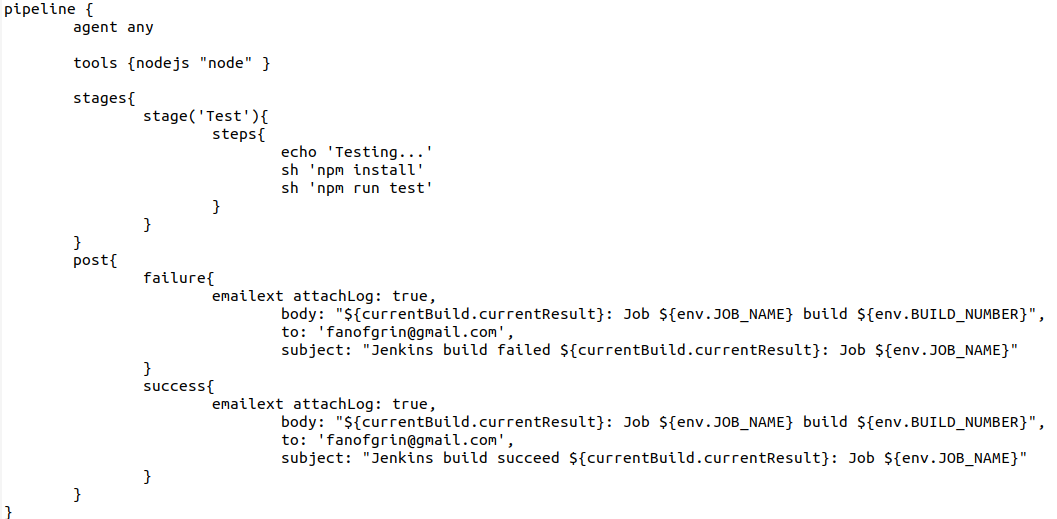 pipeline {
        agent any

        tools {nodejs "node" }

        stages{
                stage('Test'){
                        steps{
                                echo 'Testing...'
                                sh 'npm install'
                                sh 'npm run test'
                        }
                }
        }
        post{
                failure{
                        emailext attachLog: true,
                                body: "${currentBuild.currentResult}: Job ${env.JOB_NAME} build ${env.BUILD_NUMBER}",
                                to: 'fanofgrin@gmail.com',
                                subject: "Jenkins build failed ${currentBuild.currentResult}: Job ${env.JOB_NAME}"
                }
                success{
                        emailext attachLog: true,
                                body: "${currentBuild.currentResult}: Job ${env.JOB_NAME} build ${env.BUILD_NUMBER}",
                                to: 'fanofgrin@gmail.com',
                                subject: "Jenkins build succeed ${currentBuild.currentResult}: Job ${env.JOB_NAME}"
                }
        }
}